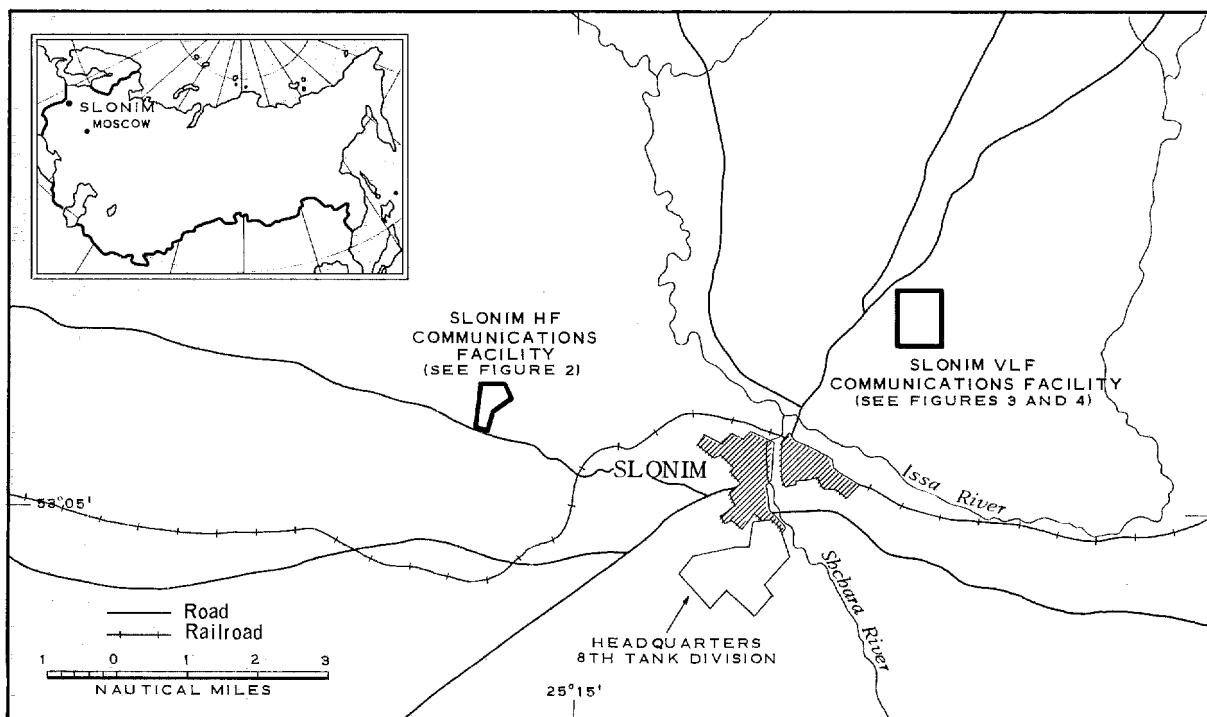 SLONIM
MOSCOW
SLONIM HF
COMMUNICATIONS
FACILITY
(SEE FIGURE 2)
SLONIM VLF
COMMUNICATIONS FACILITY
(SEE FIGURES 3 AND 4)
SLONIM
Issa River
53°05'
Shchara River
HEADQUARTERS
8TH TANK DIVISION
Road
Railroad
1 0 1 2 3
NAUTICAL MILES
25°15'